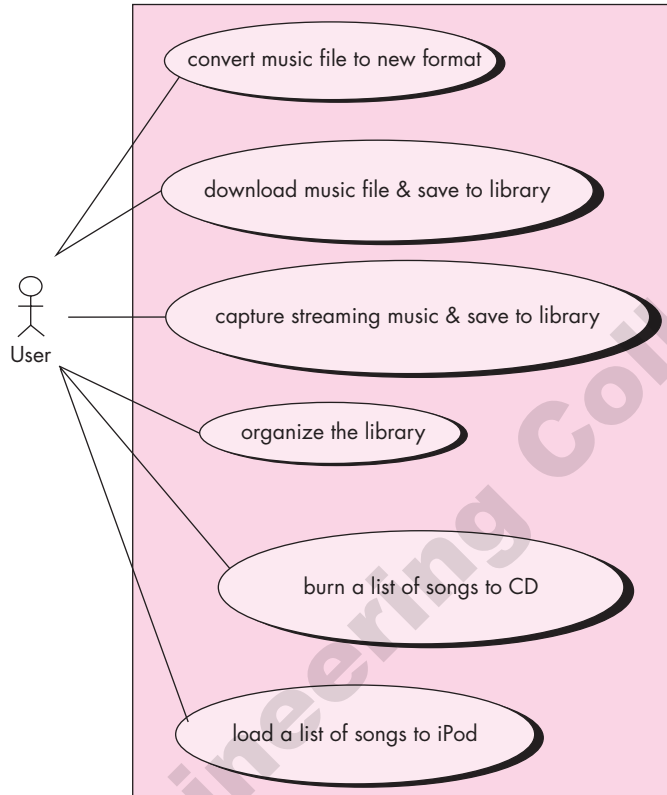 convert music file to new format
download music file & save to library
capture streaming music & save to library
User
organize the library
burn a list of songs to CD
load a list of songs to iPod